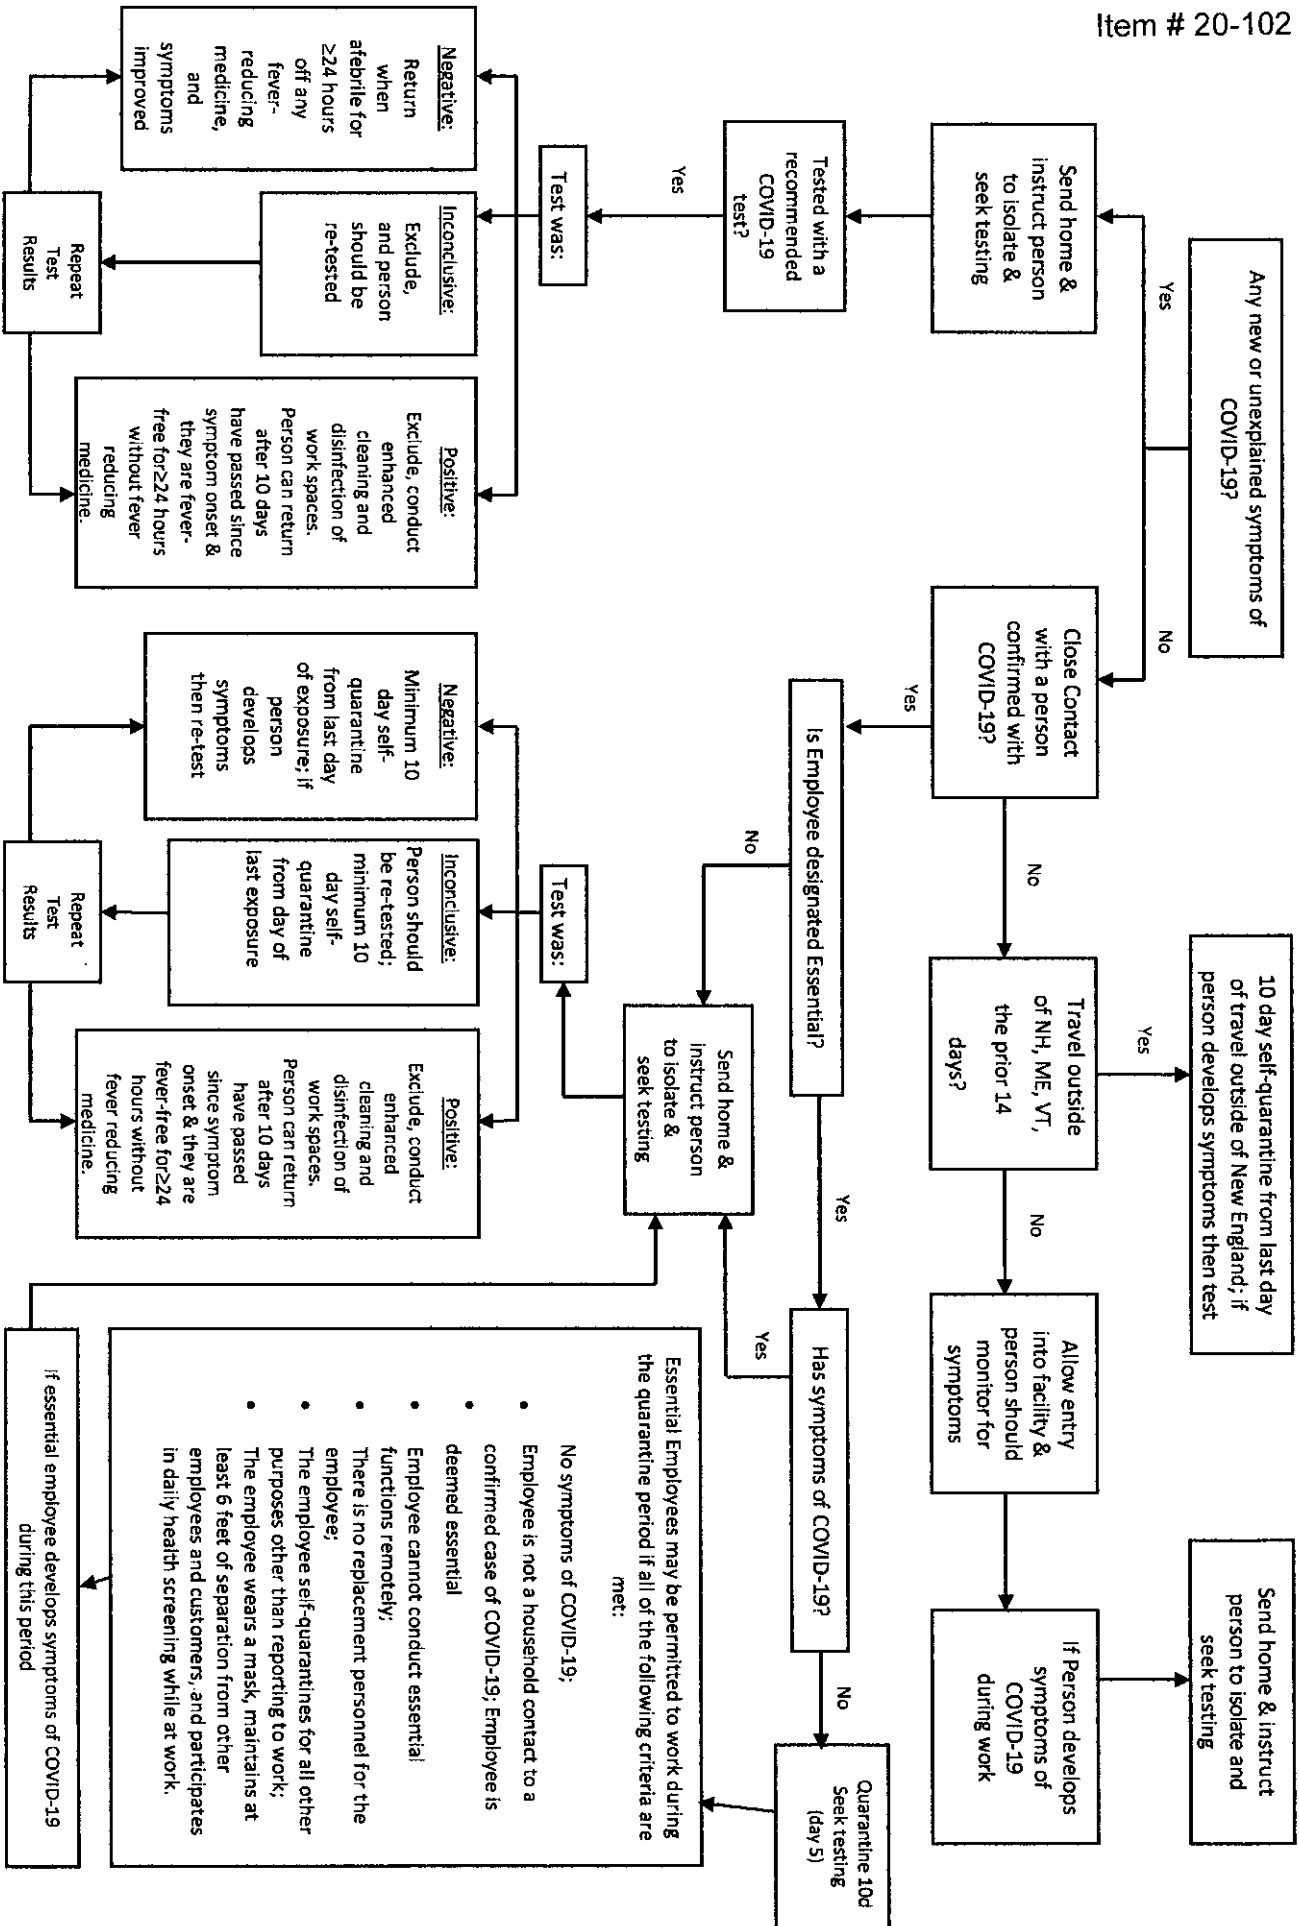 Item # 20-102
Any new or unexplained symptoms of
COVID-19?
Yes
No
Send home &
instruct person
to isolate &
seek testing
Tested with a
recommended
COVID-19
test?
Yes
Test was:
Negative:
Return
when
afebrile for
≥24 hours
off any
fever-
reducing
medicine,
and
symptoms
improved
Inconclusive:
Exclude,
and person
should be
re-tested
Positive:
Exclude, conduct
enhanced
cleaning and
disinfection of
work spaces.
Person can return
after 10 days
have passed since
symptom onset &
they are fever-
free for≥24 hours
without fever
reducing
medicine.
Repeat
Test
Results
Close Contact
with a person
confirmed with
COVID-19?
Yes
No
Travel outside
of NH, ME, VT,
the prior 14
days?
Yes
10 day self-quarantine from last day
of travel outside of New England; if
person develops symptoms then test
No
Allow entry
into facility &
person should
monitor for
symptoms
If Person develops
symptoms of
COVID-19
during work
Send home & instruct
person to isolate and
seek testing
Is Employee designated Essential?
No
Yes
Has symptoms of COVID-19?
Yes
No
Quarantine 10d
Seek testing
(day 5)
Send home &
instruct person
to isolate &
seek testing
Test was:
Negative:
Minimum 10
day self-
quarantine
from last day
of exposure; if
person
develops
symptoms
then re-test
Inconclusive:
Person should
be re-tested;
minimum 10
day self-
quarantine
from day of
last exposure
Positive:
Exclude, conduct
enhanced
cleaning and
disinfection of
work spaces.
Person can return
after 10 days
have passed
since symptom
onset & they are
fever-free for≥24
hours without
fever reducing
medicine.
Repeat
Test
Results
Essential Employees may be permitted to work during
the quarantine period if all of the following criteria are
met:
No symptoms of COVID-19;
• Employee is not a household contact to a
confirmed case of COVID-19; Employee is
• deemed essential
• Employee cannot conduct essential
functions remotely;
• There is no replacement personnel for the
employee;
• The employee self-quarantines for all other
purposes other than reporting to work;
• The employee wears a mask, maintains at
least 6 feet of separation from other
employees and customers, and participates
in daily health screening while at work.
If essential employee develops symptoms of COVID-19
during this period